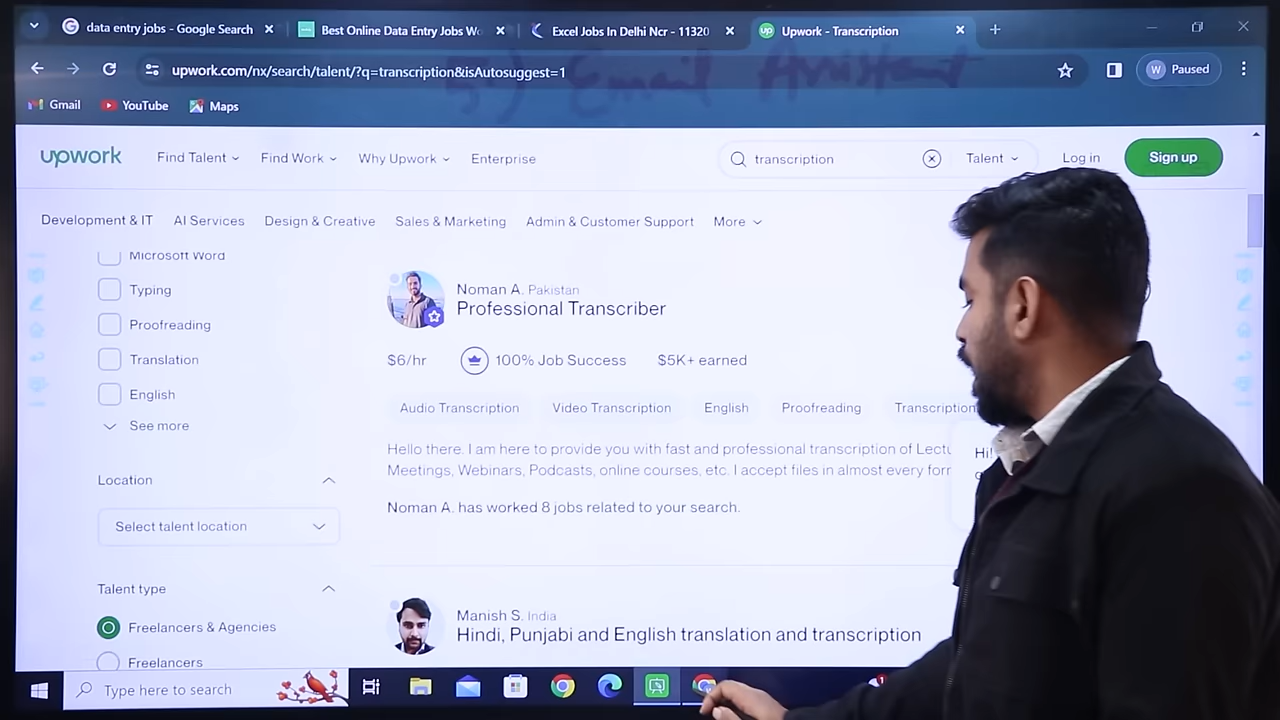 data entry jobs - Google Search
Best Online Data Entry Jobs Wo
Excel Jobs In Delhi Ncr - 11320
Upwork - Transcription
upwork.com/nx/search/talent/?q=transcription&isAutosuggest=1
W Paused
Email Assistant
Gmail
YouTube
Maps
upwork
Find Talent
Find Work
Why Upwork
Enterprise
transcription
Talent
Log in
Sign up
Development & IT
AI Services
Design & Creative
Sales & Marketing
Admin & Customer Support
More
Microsoft Word
Typing
Proofreading
Translation
English
See more
Location
Select talent location
Talent type
Freelancers & Agencies
Freelancers
Noman A. Pakistan
Professional Transcriber
$6/hr
100% Job Success
$5K+ earned
Audio Transcription
Video Transcription
English
Proofreading
Transcription
Hello there. I am here to provide you with fast and professional transcription of Lectu
Meetings, Webinars, Podcasts, online courses, etc. I accept files in almost every for
Noman A. has worked 8 jobs related to your search.
Hi!
Manish S. India
Hindi, Punjabi and English translation and transcription
Type here to search